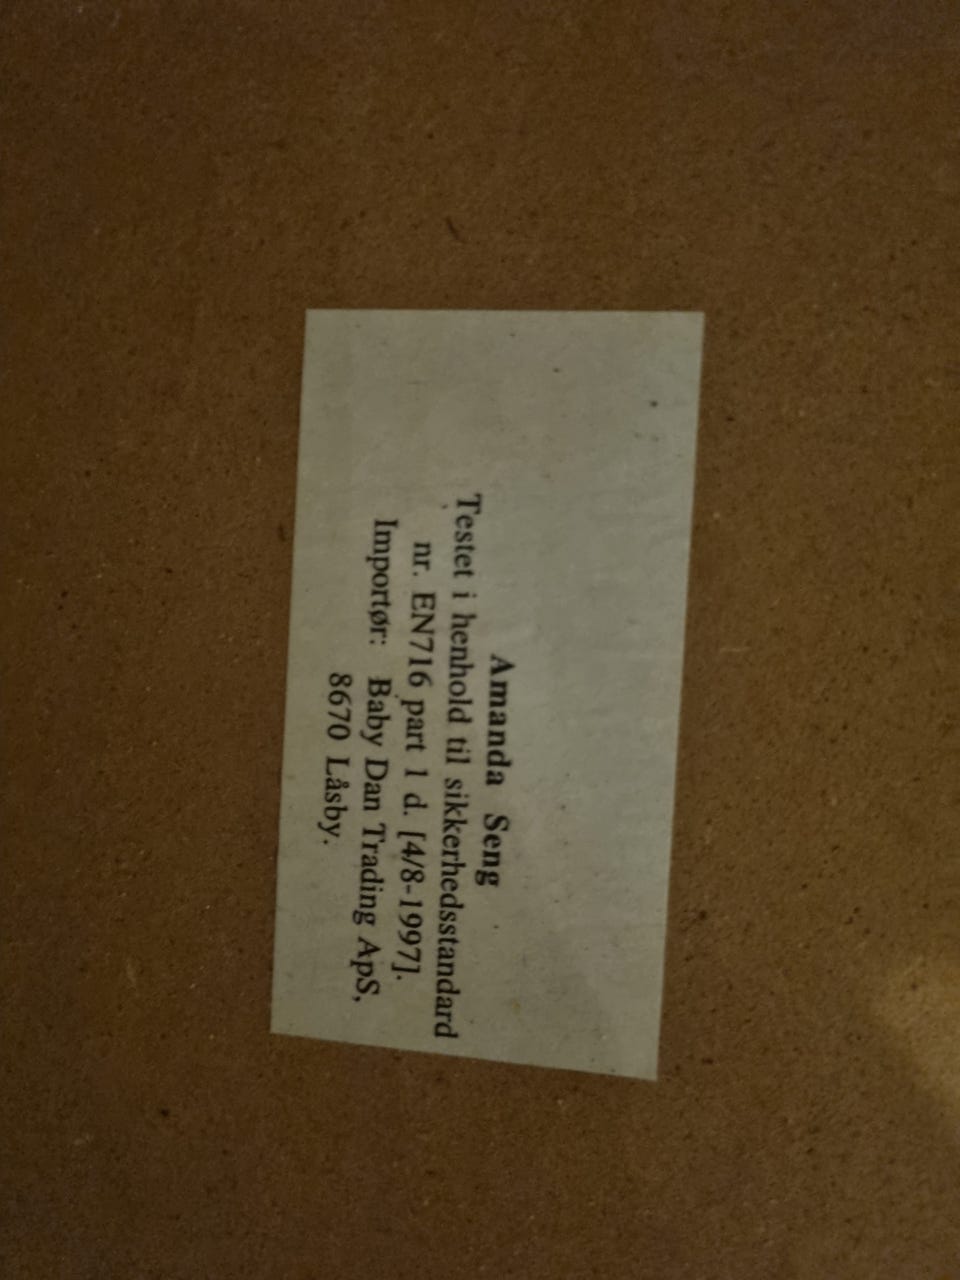 Amanda Seng
Testet i henhold til sikkerhedsstandard
nr. EN716 part 1 d. [4/8-1997].
Importør: Baby Dan Trading ApS,
8670 Låsby.